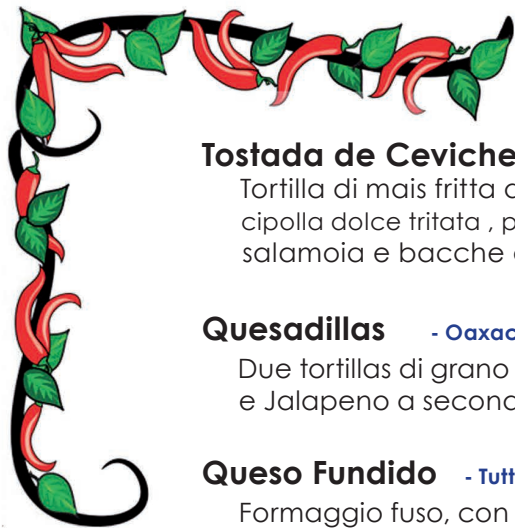 Tostada de Ceviche
Tortilla di mais fritta
cipolla dolce tritata ,
salamoia e bacche
Quesadillas - Oaxac
Due tortillas di grano
e Jalapeno a secon
Queso Fundido - Tutt
Formaggio fuso, con